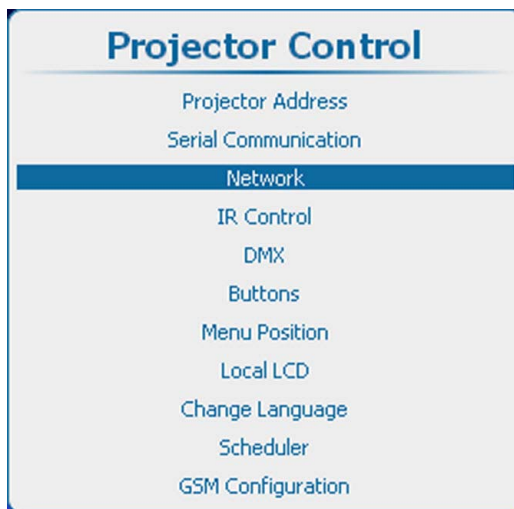 Projector Control
Projector Address
Serial Communication
Network
IR Control
DMX
Buttons
Menu Position
Local LCD
Change Language
Scheduler
GSM Configuration